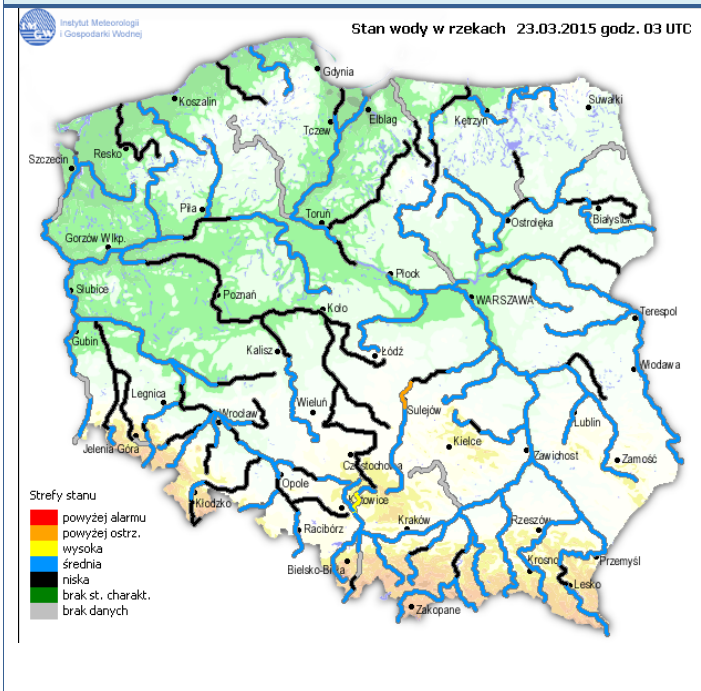 Instytut Meteorologii
i Gospodarki Wodnej
Stan wody w rzekach 23.03.2015 godz. 03 UTC
Gdynia
Koszalin
Suwałki
Elbląg
Kętrzyn
Tczew
Resko
Szczecin
Piła
Toruń
Ostrołęka
Białystok
Gorzów Wlkp.
Płock
Słubice
Poznań
WARSZAWA
Koło
Terespol
Gubin
Kalisz
Łódź
Włodawa
Legnica
Wieluń
Sulejów
Wrocław
Lublin
Jelenia Góra
Kielce
Częstochowa
Zawichost
Zamość
Opole
Strefy stanu
Kłodzko
Katowice
powyżej alarmu
Racibórz
Kraków
Rzeszów
powyżej ostrz.
wysoka
Bielsko-Biała
Krosno
Przemyśl
średnia
niska
Lesko
brak st. charakt.
Zakopane
brak danych